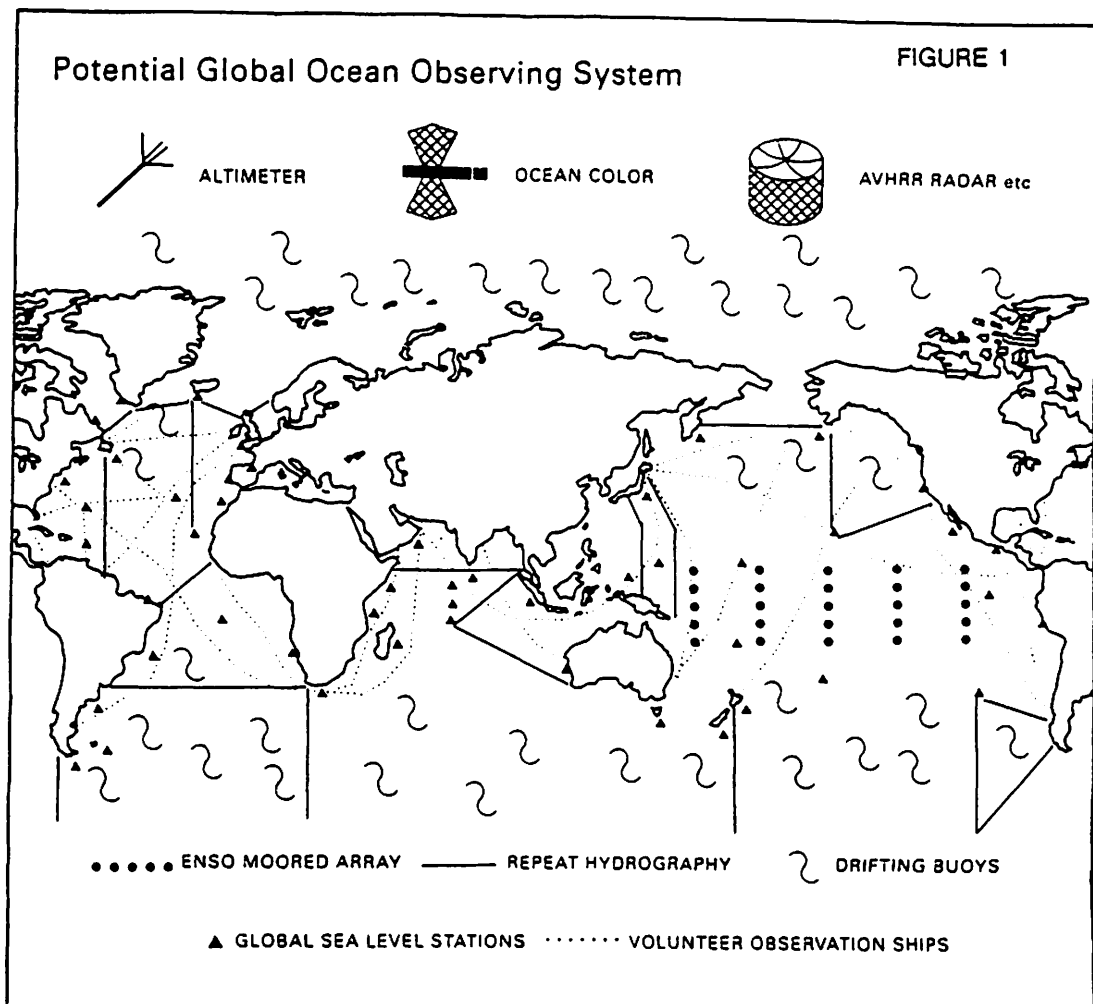 FIGURE 1
Potential Global Ocean Observing System
ALTIMETER
OCEAN COLOR
AVHRR RADAR etc
ENSO MOORED ARRAY
REPEAT HYDROGRAPHY
DRIFTING BUOYS
GLOBAL SEA LEVEL STATIONS
VOLUNTEER OBSERVATION SHIPS